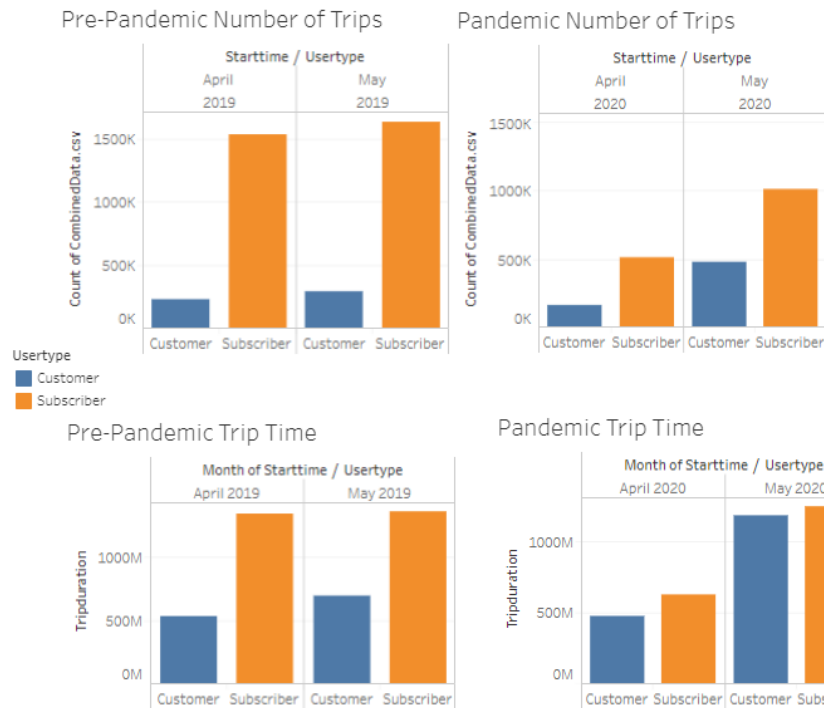 Pre-Pandemic Number of Trips
Starttime / Usertype
April May
2019 2019
Count of CombinedData.csv
1500K
1000K
500K
0K
Customer Subscriber Customer Subscriber
Pandemic Number of Trips
Starttime / Usertype
April May
2020 2020
Count of CombinedData.csv
1500K
1000K
500K
0K
Customer Subscriber Customer Subscriber
Usertype
Customer
Subscriber
Pre-Pandemic Trip Time
Month of Starttime / Usertype
April 2019 May 2019
Tripduration
1000M
500M
0M
Customer Subscriber Customer Subscriber
Pandemic Trip Time
Month of Starttime / Usertype
April 2020 May 2020
Tripduration
1000M
500M
0M
Customer Subscriber Customer Subs